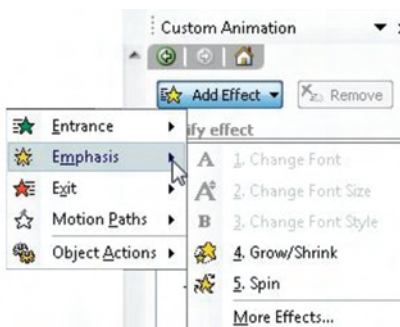 Custom Animation
Add Effect
Remove
ify effect
Entrance
Emphasis
Exit
Motion Paths
Object Actions
A 1. Change Font
A 2. Change Font Size
B 3. Change Font Style
4. Grow/Shrink
5. Spin
More Effects...